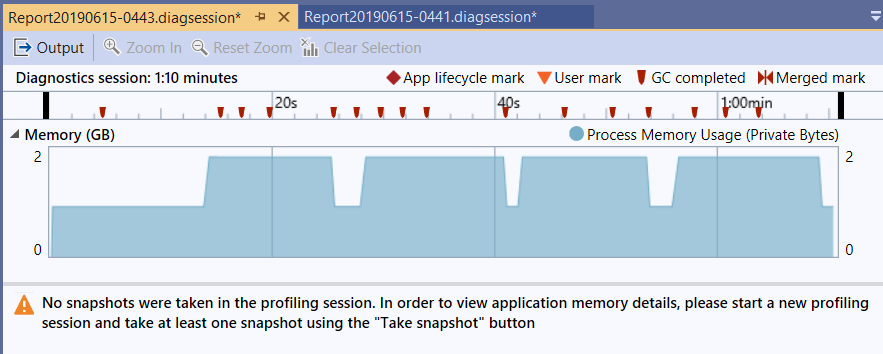 Report20190615-0443.diagsession* Report20190615-0441.diagsession*
Output Zoom In Reset Zoom Clear Selection
Diagnostics session: 1:10 minutes App lifecycle mark User mark GC completed Merged mark
20s 40s 1:00min
Memory (GB) Process Memory Usage (Private Bytes)
2 2
0 0
No snapshots were taken in the profiling session. In order to view application memory details, please start a new profiling
session and take at least one snapshot using the "Take snapshot" button